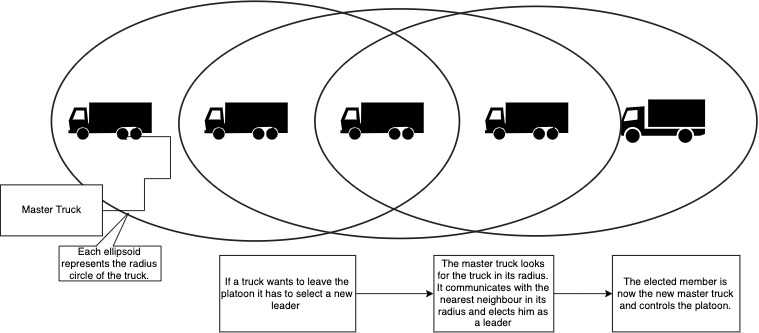 Master Truck
Each ellipsoid
represents the radius
circle of the truck.
If a truck wants to leave the
platoon it has to select a new
leader
The master truck looks
for the truck in its radius.
It communicates with the
nearest neighbour in its
radius and elects him as
a leader
The elected member is
now the new master truck
and controls the platoon.